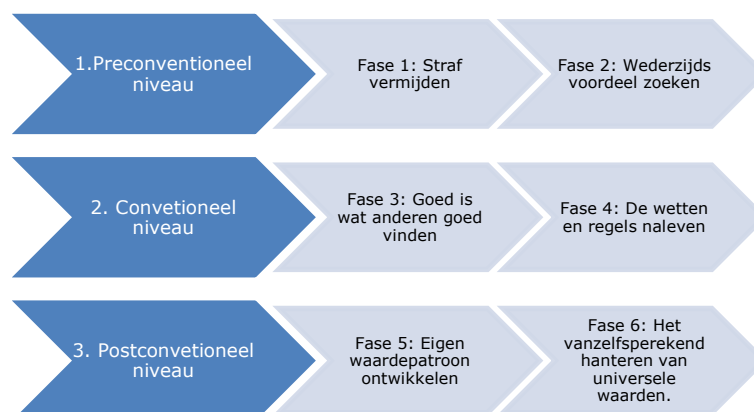 1.Preconventioneel
niveau
Fase 1: Straf
vermijden
Fase 2: Wederzijds
voordeel zoeken
2. Convetioneel
niveau
Fase 3: Goed is
wat anderen goed
vinden
Fase 4: De wetten
en regels naleven
3. Postconvetioneel
niveau
Fase 5: Eigen
waardepatroon
ontwikkelen
Fase 6: Het
vanzelfsperekend
hanteren van
universele
waarden.